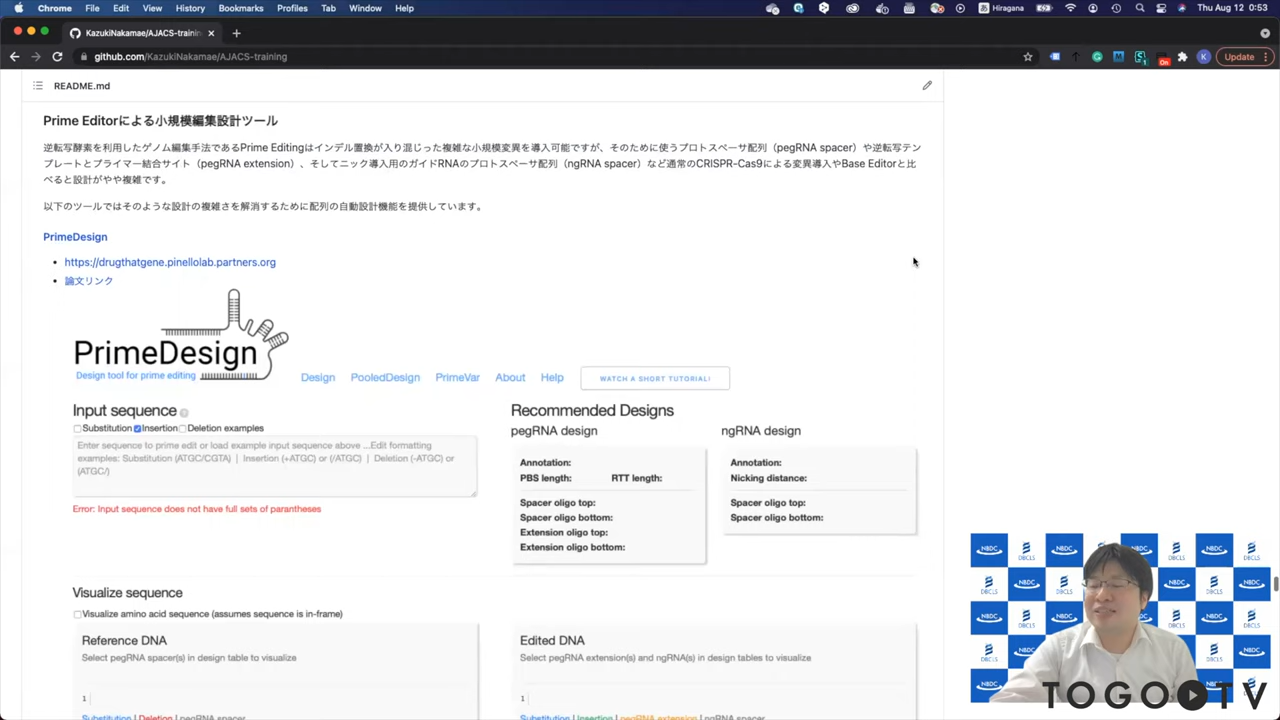 Chrome File Edit View History Bookmarks Profiles Tab Window Help Hiragana Thu Aug 12 0:53
KazukiNakamae/AJACS-trainin
github.com/KazukiNakamae/AJACS-training
On K Update
README.md
Prime Editorによる小規模編集設計ツール
逆転写酵素を利用したゲノム編集手法であるPrime Editingはインデル置換が入り混じった複雑な小規模変異を導入可能ですが、そのために使うプロトスペーサ配列（pegRNA spacer）や逆転写テン
プレートとプライマー結合サイト（pegRNA extension）、そしてニック導入用のガイドRNAのプロトスペーサ配列（ngRNA spacer）など通常のCRISPR-Cas9による変異導入やBase Editorと比
べると設計がやや複雑です。
以下のツールではそのような設計の複雑さを解消するために配列の自動設計機能を提供しています。
PrimeDesign
https://drugthatgene.pinellolab.partners.org
論文リンク
PrimeDesign
Design tool for prime editing
Design PooledDesign PrimeVar About Help WATCH A SHORT TUTORIAL!
Input sequence
Substitution Insertion Deletion examples
Enter sequence to prime edit or load example input sequence above ...Edit formatting
examples: Substitution (ATGC/CGTA) | Insertion (+ATGC) or (/ATGC) | Deletion (-ATGC) or
(ATGC/)
Error: Input sequence does not have full sets of parantheses
Recommended Designs
pegRNA design
Annotation:
PBS length: RTT length:
Spacer oligo top:
Spacer oligo bottom:
Extension oligo top:
Extension oligo bottom:
ngRNA design
Annotation:
Nicking distance:
Spacer oligo top:
Spacer oligo bottom:
Visualize sequence
Visualize amino acid sequence (assumes sequence is in-frame)
Reference DNA
Select pegRNA spacer(s) in design table to visualize
1
Substitution | Deletion | pegRNA spacer
Edited DNA
Select pegRNA extension(s) and ngRNA(s) in design tables to visualize
1
Substitution | Insertion | pegRNA extension | ngRNA spacer
NBDC DBCLS
TOGO TV